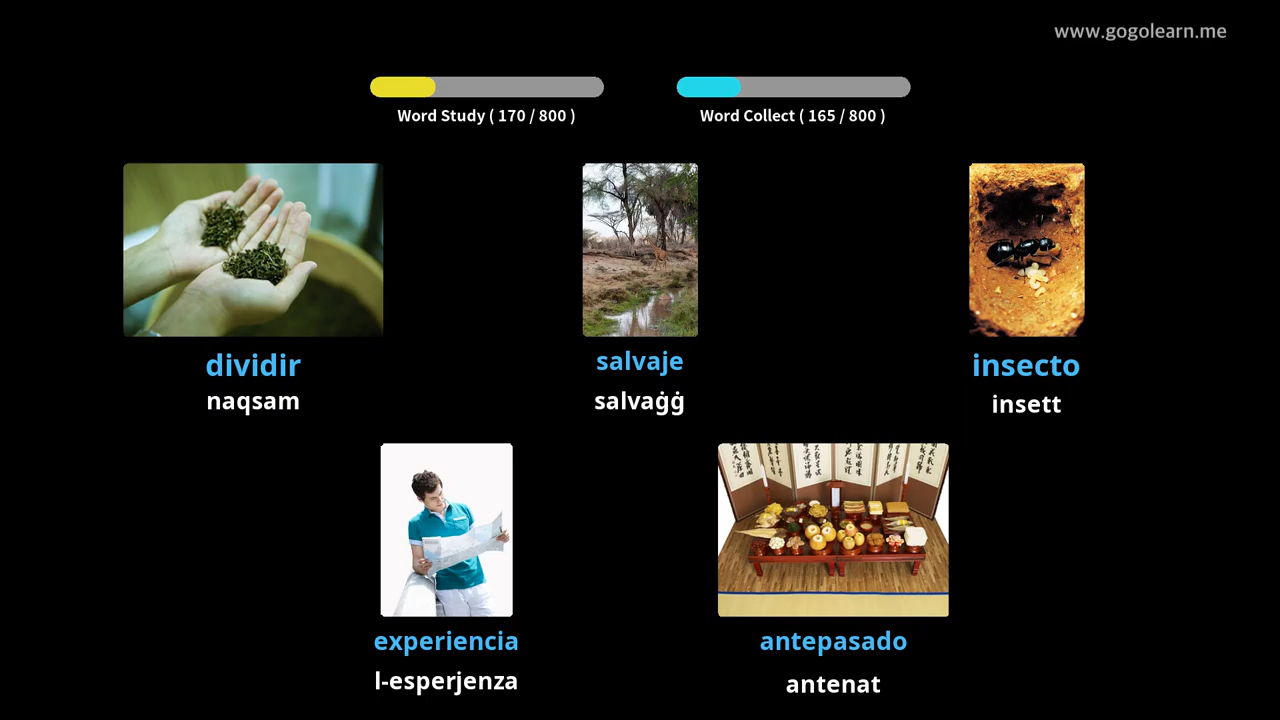 www.gogolearn.me
Word Study ( 170 / 800 )
Word Collect ( 165 / 800 )
dividir
naqsam
salvaje
salvaġġ
insecto
insett
experiencia
l-esperjenza
antepasado
antenat